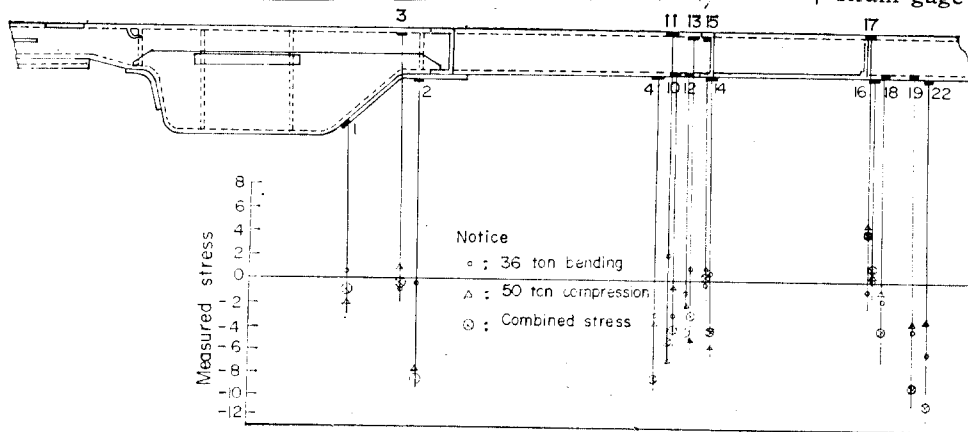 strain gage
3
11 13 15
17
1
2
4
10 12 14
16 18 19 22
8
6
4
2
0
-2
-4
-6
-8
-10
-12
Measured stress
Notice
○ ; 36 ton bending
△ ; 50 ton compression
⊙ ; Combined stress